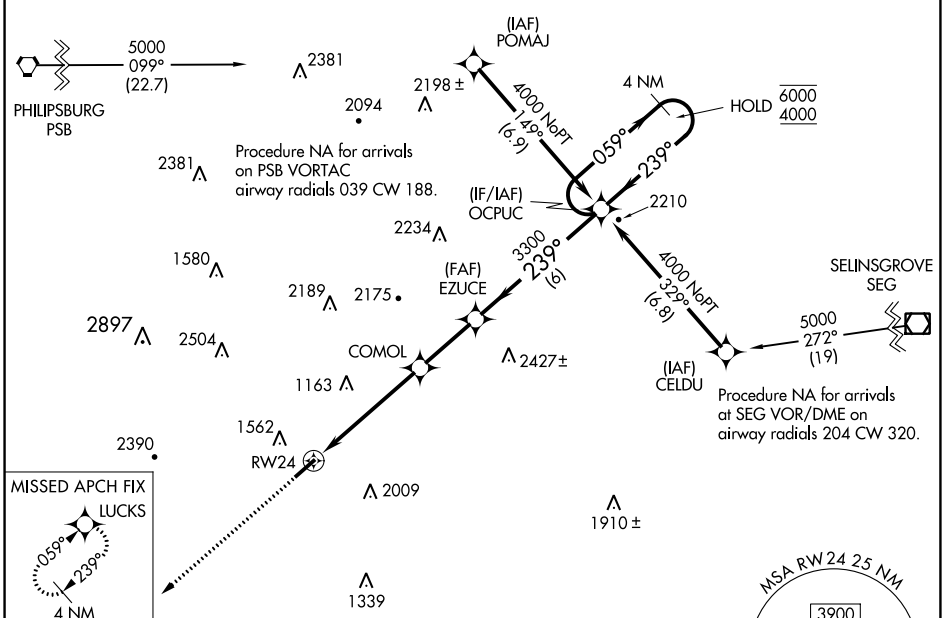 (IAF)
POMAJ
5000
099°
(22.7)
PHILIPSBURG
PSB
2381
2198 ±
2094
4000 NoPT
149°
(6.9)
4 NM
HOLD
6000
4000
059°
239°
Procedure NA for arrivals
on PSB VORTAC
airway radials 039 CW 188.
2381
(IF/IAF)
OCPUC
2210
2234
3300
239°
(6)
1580
(FAF)
EZUCE
4000 NoPT
329°
(6.8)
SELINSGROVE
SEG
2189
2175
5000
272°
(19)
2897
2504
COMOL
2427±
(IAF)
CELDU
1163
Procedure NA for arrivals
at SEG VOR/DME on
airway radials 204 CW 320.
1562
2390
RW24
MISSED APCH FIX
LUCKS
059°
239°
4 NM
2009
1910 ±
1339
MSA RW24 25 NM
3900